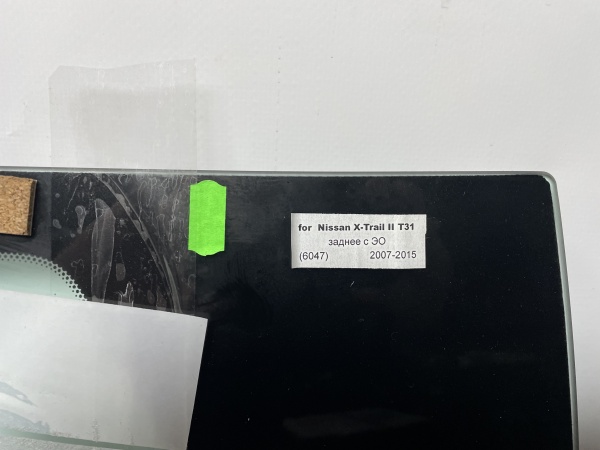 for Nissan X-Trail II T31
заднее с ЭО
(6047) 2007-2015